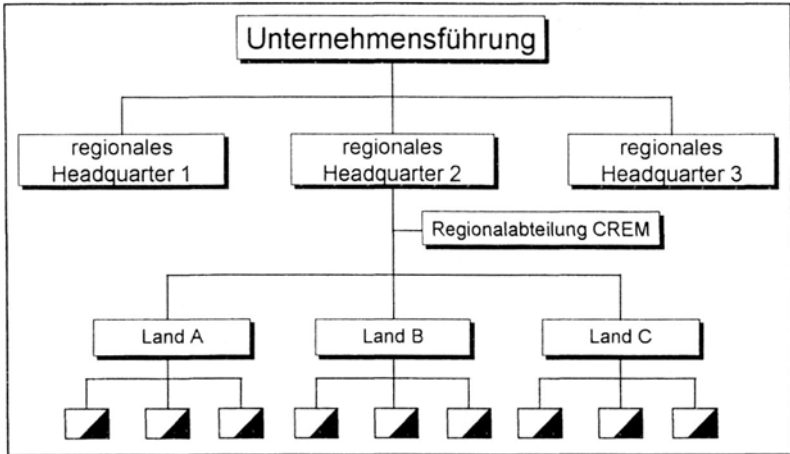 Unternehmensführung
regionales
Headquarter 1
regionales
Headquarter 2
regionales
Headquarter 3
Regionalabteilung CREM
Land A
Land B
Land C